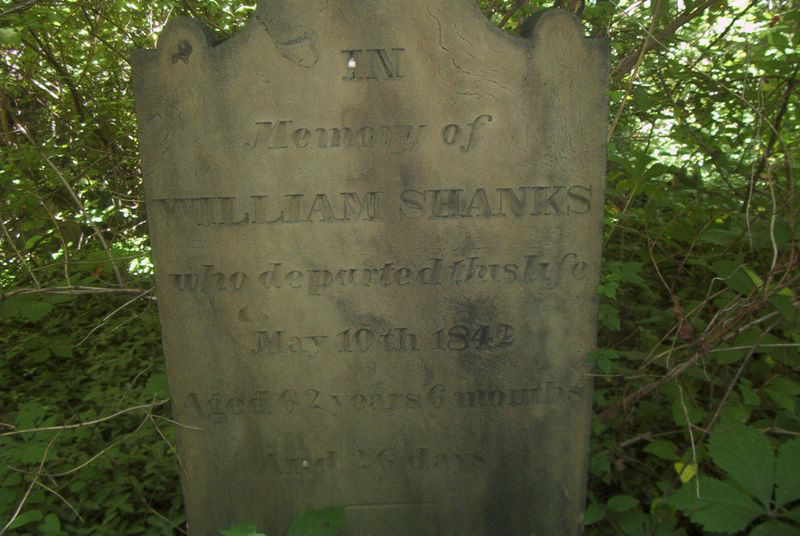 IN
Memory of
WILLIAM SHANKS
who departed this life
May 10th 1842
Aged 62 years 6 months
And 26 days